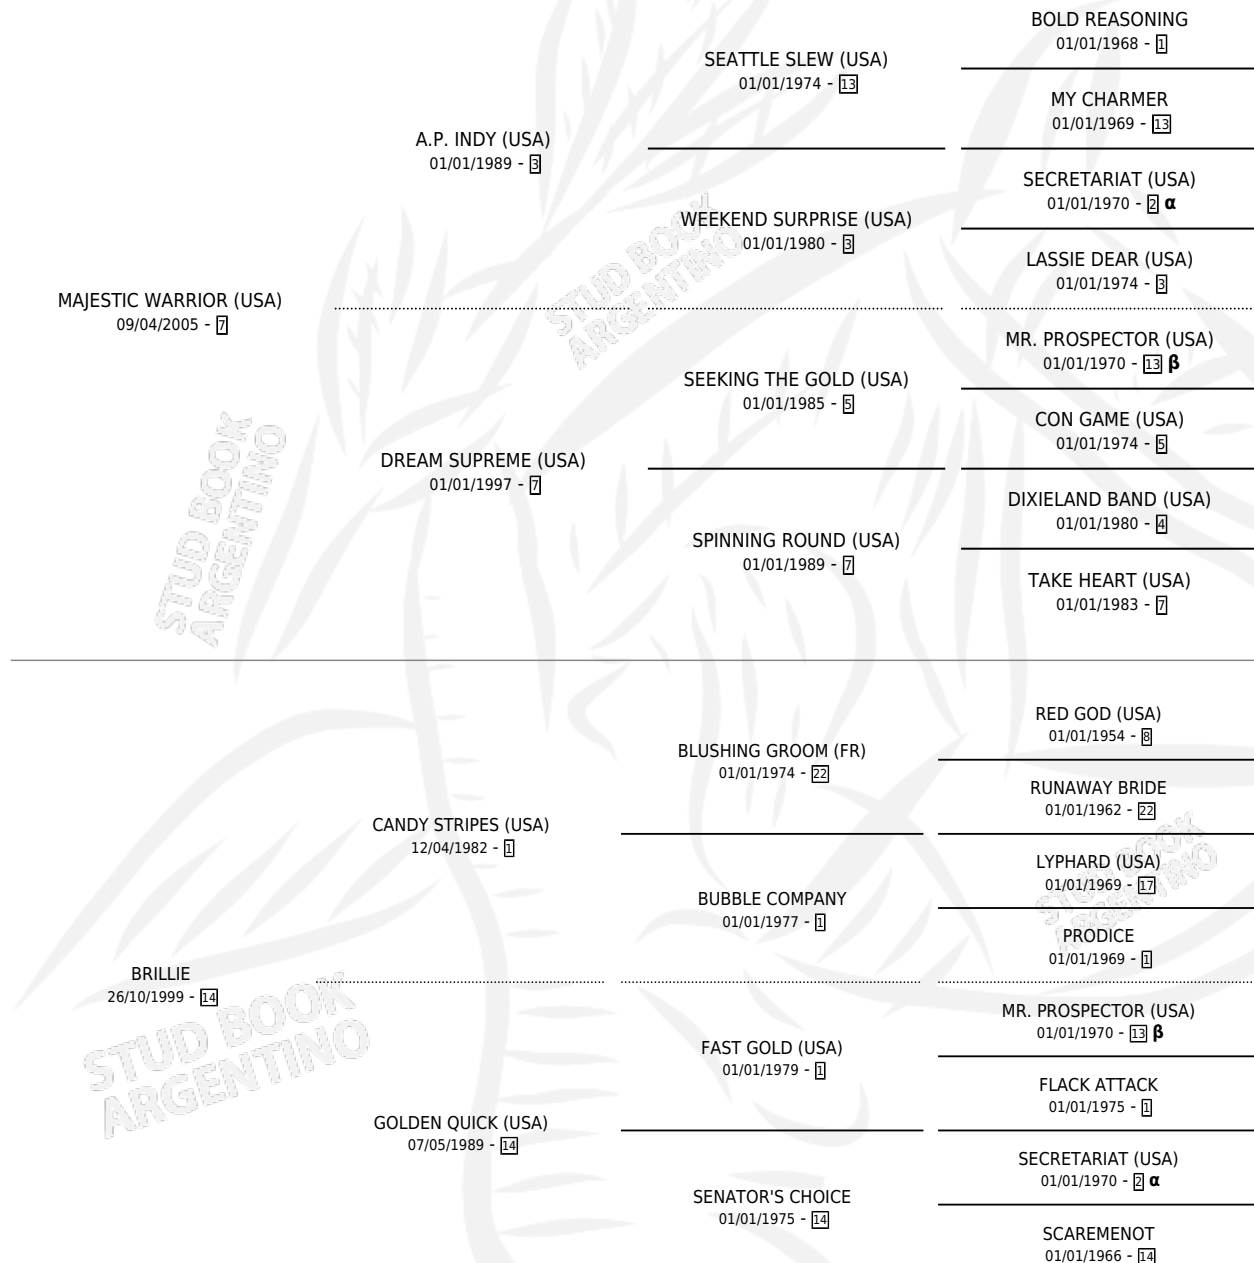 BOLD REASONING
01/01/1968 - 1
SEATTLE SLEW (USA)
01/01/1974 - 13
MY CHARMER
01/01/1969 - 13
A.P. INDY (USA)
01/01/1989 - 3
SECRETARIAT (USA)
01/01/1970 - 2 α
WEEKEND SURPRISE (USA)
01/01/1980 - 3
LASSIE DEAR (USA)
01/01/1974 - 3
MAJESTIC WARRIOR (USA)
09/04/2005 - 7
MR. PROSPECTOR (USA)
01/01/1970 - 13 β
SEEKING THE GOLD (USA)
01/01/1985 - 5
CON GAME (USA)
01/01/1974 - 5
DREAM SUPREME (USA)
01/01/1997 - 7
DIXIELAND BAND (USA)
01/01/1980 - 4
SPINNING ROUND (USA)
01/01/1989 - 7
TAKE HEART (USA)
01/01/1983 - 7
RED GOD (USA)
01/01/1954 - 8
BLUSHING GROOM (FR)
01/01/1974 - 22
RUNAWAY BRIDE
01/01/1962 - 22
CANDY STRIPES (USA)
12/04/1982 - 1
LYPHARD (USA)
01/01/1969 - 17
BUBBLE COMPANY
01/01/1977 - 1
PRODICE
01/01/1969 - 1
BRILLIE
26/10/1999 - 14
MR. PROSPECTOR (USA)
01/01/1970 - 13 β
FAST GOLD (USA)
01/01/1979 - 1
FLACK ATTACK
01/01/1975 - 1
GOLDEN QUICK (USA)
07/05/1989 - 14
SECRETARIAT (USA)
01/01/1970 - 2 α
SENATOR'S CHOICE
01/01/1975 - 14
SCAREMENOT
01/01/1966 - 14
STUD BOOK
ARGENTINO
STUD BOOK
ARGENTINO
STUD BOOK
ARGENTINO
STUD BOOK
ARGENTINO